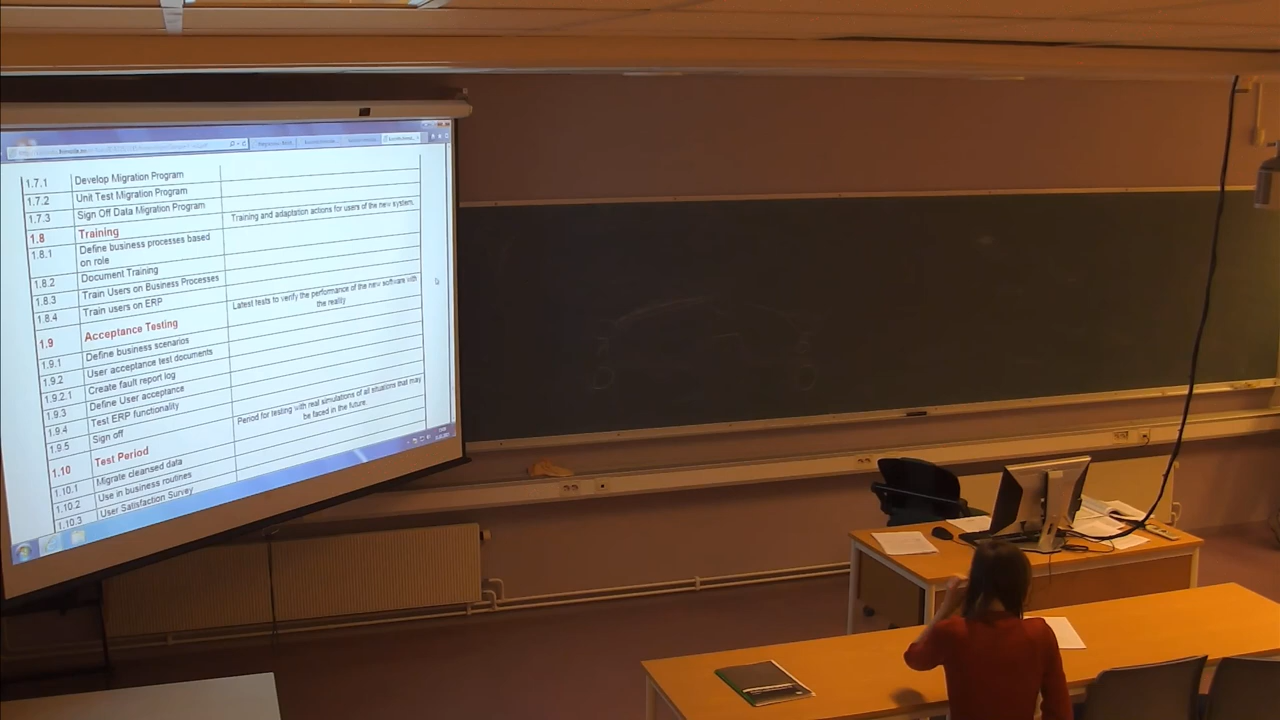 1.7.1 Develop Migration Program
1.7.2 Unit Test Migration Program
1.7.3 Sign Off Data Migration Program
1.8 Training Training and adaptation actions for users of the new system.
1.8.1 Define business processes based
on role
1.8.2 Document Training
1.8.3 Train Users on Business Processes
1.8.4 Train users on ERP
1.9 Acceptance Testing Latest tests to verify the performance of the new software with
the reality
1.9.1 Define business scenarios
1.9.2 User acceptance test documents
1.9.2.1 Create fault report log
1.9.3 Define User acceptance
1.9.4 Test ERP functionality
1.9.5 Sign off
1.10 Test Period Period for testing with real simulations of all situations that may
be faced in the future.
1.10.1 Migrate cleansed data
1.10.2 Use in business routines
1.10.3 User Satisfaction Survey